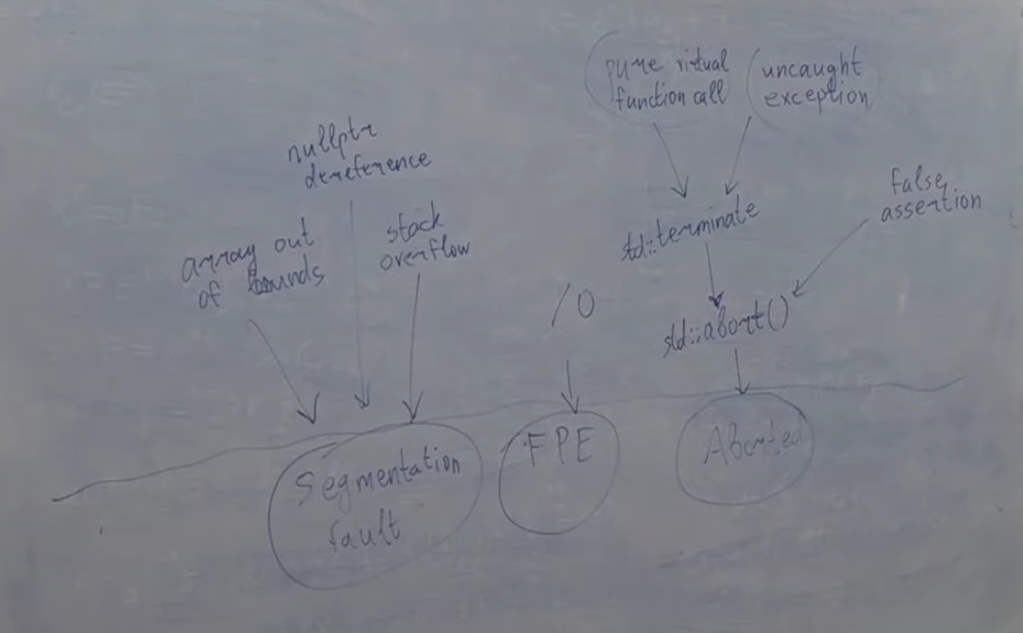 pure virtual
function call
uncaught
exception
nullptr
dereference
false
assertion
array out
of bounds
stack
overflow
std::terminate
/ 0
std::abort()
Segmentation
fault
FPE
Aborted